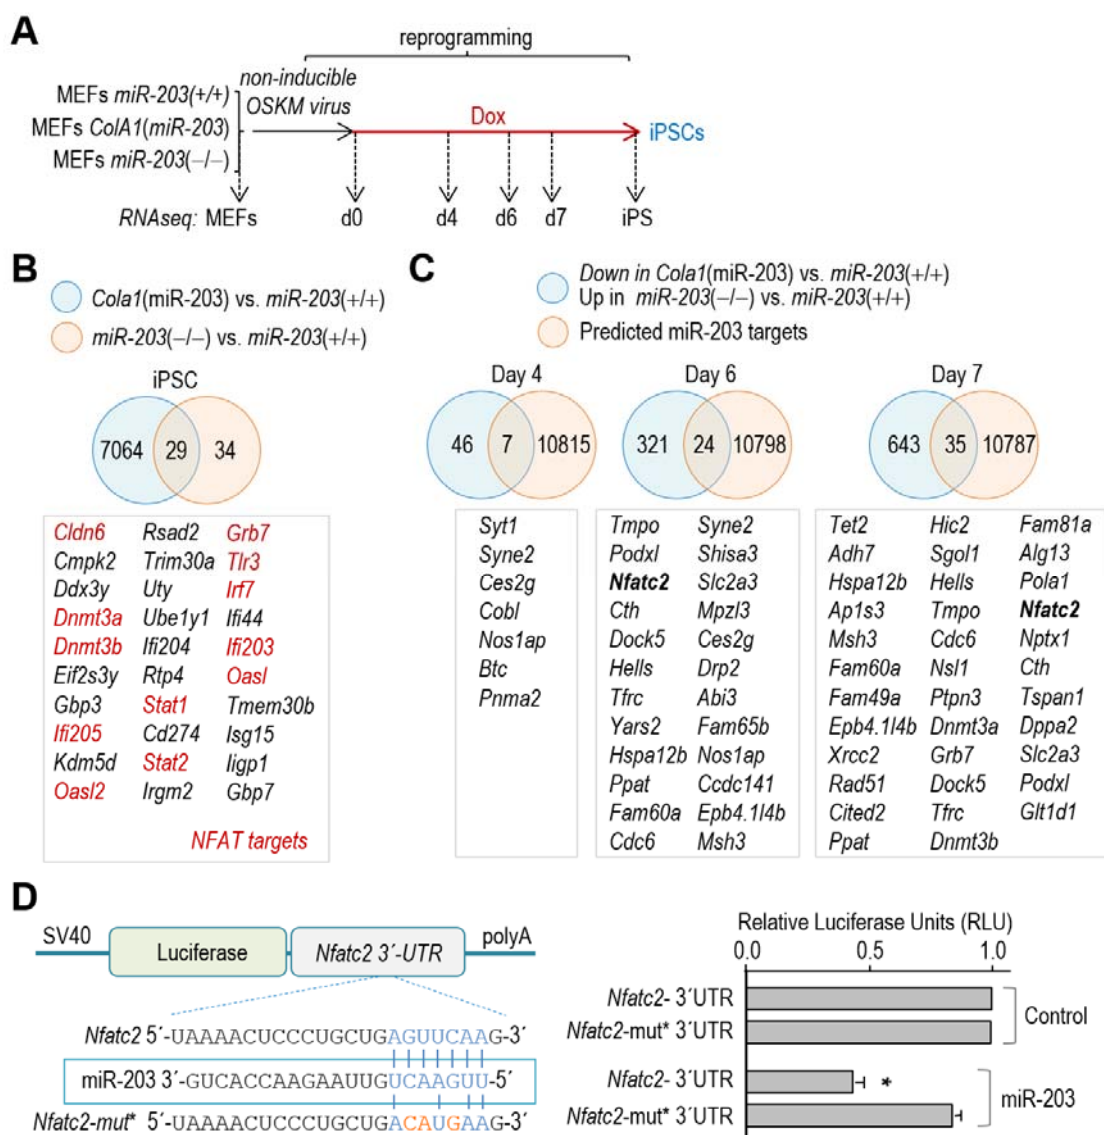 A
reprogramming
non-inducible
OSKM virus
MEFs miR-203(+/+)
MEFs ColA1(miR-203)
MEFs miR-203(−/−)
Dox
iPSCs
RNAseq: MEFs d0 d4 d6 d7 iPS
B
Cola1(miR-203) vs. miR-203(+/+)
miR-203(−/−) vs. miR-203(+/+)
iPSC
7064 29 34
Cldn6 Rsad2 Grb7
Cmpk2 Trim30a Tlr3
Ddx3y Uty Irf7
Dnmt3a Ube1y1 Ifi44
Dnmt3b Ifi204 Ifi203
Eif2s3y Rtp4 Oasl
Gbp3 Stat1 Tmem30b
Ifi205 Cd274 Isg15
Kdm5d Stat2 Iigp1
Oasl2 Irgm2 Gbp7
NFAT targets
C
Down in Cola1(miR-203) vs. miR-203(+/+)
Up in miR-203(−/−) vs. miR-203(+/+)
Predicted miR-203 targets
Day 4
46 7 10815
Syt1
Syne2
Ces2g
Cobl
Nos1ap
Btc
Pnma2
Day 6
321 24 10798
Tmpo Syne2
Podxl Shisa3
Nfatc2 Slc2a3
Cth Mpzl3
Dock5 Ces2g
Hells Drp2
Tfrc Abi3
Yars2 Fam65b
Hspa12b Nos1ap
Ppat Ccdc141
Fam60a Epb4.1l4b
Cdc6 Msh3
Day 7
643 35 10787
Tet2 Hic2 Fam81a
Adh7 Sgol1 Alg13
Hspa12b Hells Pola1
Ap1s3 Tmpo Nfatc2
Msh3 Cdc6 Nptx1
Fam60a Nsl1 Cth
Fam49a Ptpn3 Tspan1
Epb4.1l4b Dnmt3a Dppa2
Xrcc2 Grb7 Slc2a3
Rad51 Dock5 Podxl
Cited2 Tfrc Glt1d1
Ppat Dnmt3b
D
SV40 Luciferase Nfatc2 3´-UTR polyA
Nfatc2 5´-UAAAACUCCCUGCUGAGUUCAAG-3´
miR-203 3´-GUCACCAAGAAUUGUCAAGUU-5´
Nfatc2-mut* 5´-UAAAACUCCCUGCUGACAUGAAG-3´
Relative Luciferase Units (RLU)
0.0 0.5 1.0
Nfatc2- 3´UTR
Nfatc2-mut* 3´UTR
Control
Nfatc2- 3´UTR *
Nfatc2-mut* 3´UTR
miR-203